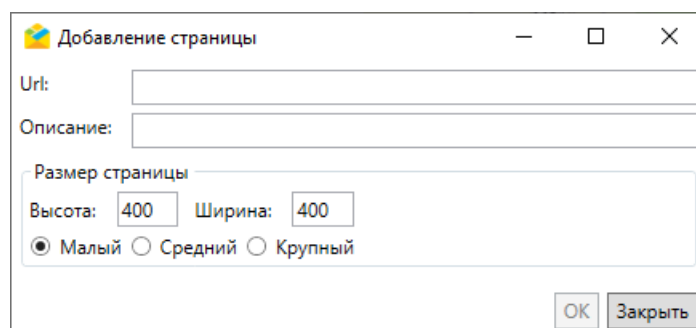 Добавление страницы
Url:
Описание:
Размер страницы
Высота: 400 Ширина: 400
Малый Средний Крупный
OK Закрыть